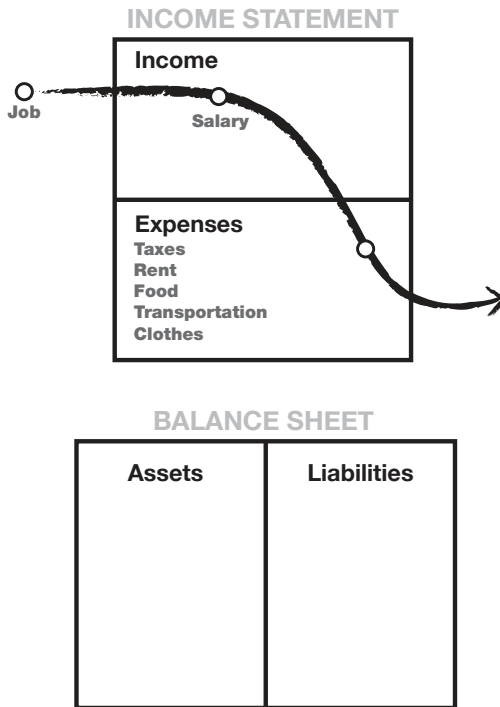 INCOME STATEMENT
Income
Job
Salary
Expenses
Taxes
Rent
Food
Transportation
Clothes
BALANCE SHEET
Assets
Liabilities